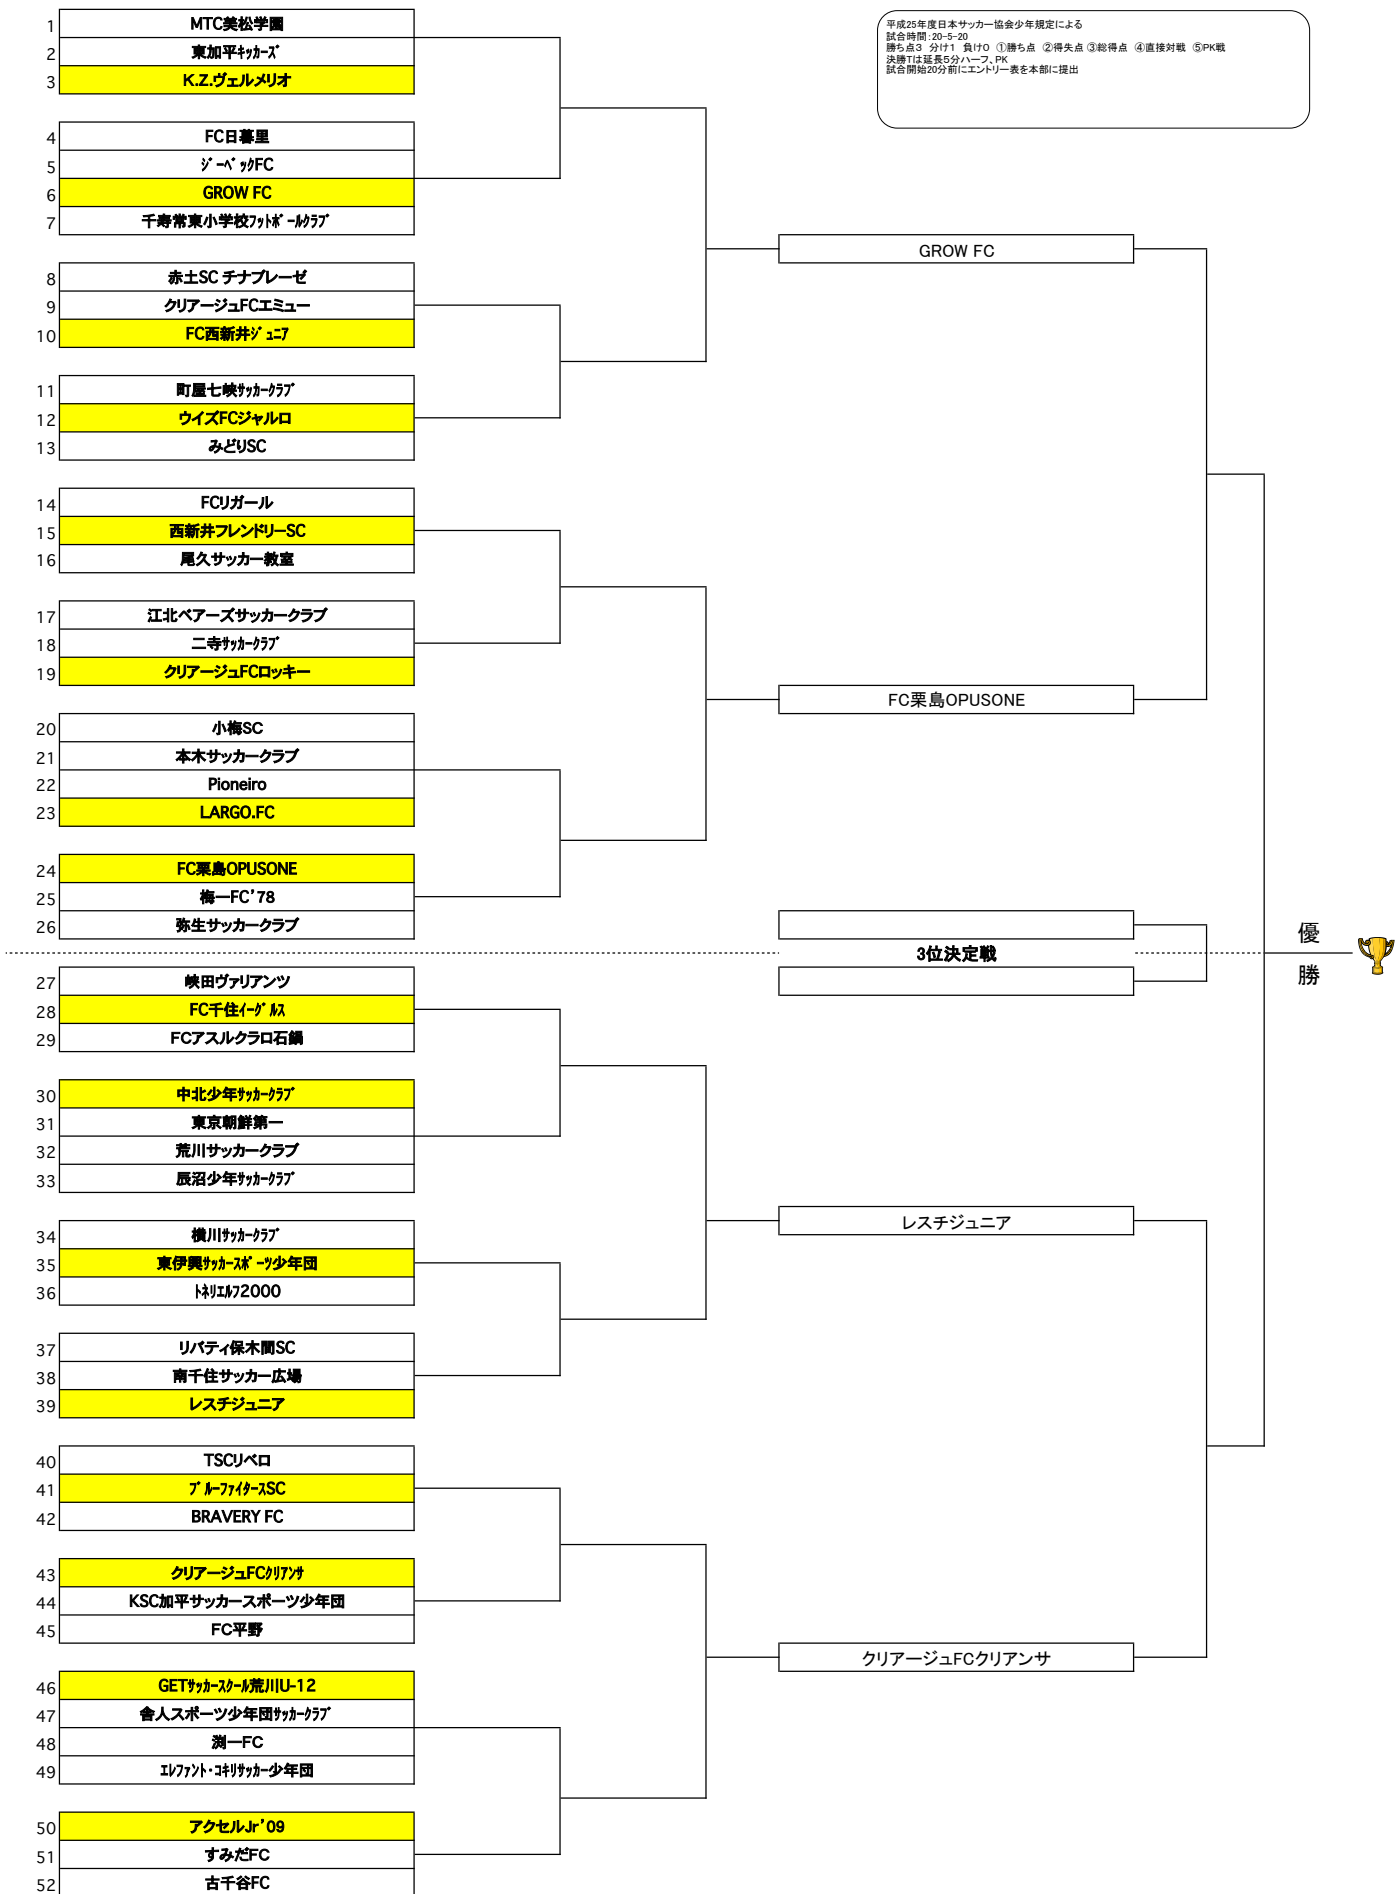 平成25年度日本サッカー協会少年規定による
試合時間:20-5-20
勝ち点3 分け1 負け0 ①勝ち点 ②得失点 ③総得点 ④直接対戦 ⑤PK戦
決勝Tは延長5分ハーフ、PK
試合開始20分前にエントリー表を本部に提出
1 MTC美松学園
2 東加平ｷｯｶｰｽﾞ
3 K.Z.ヴェルメリオ
4 FC日暮里
5 ｼﾞｰﾍﾞｯｸFC
6 GROW FC
7 千寿常東小学校ﾌｯﾄﾎﾞｰﾙｸﾗﾌﾞ
GROW FC
8 赤土SC チナブレーゼ
9 クリアージュFCエミュー
10 FC西新井ｼﾞｭﾆｱ
11 町屋七峡ｻｯｶｰｸﾗﾌﾞ
12 ウイズFCジャルロ
13 みどりSC
14 FCリガール
15 西新井フレンドリーSC
16 尾久サッカー教室
17 江北ベアーズサッカークラブ
18 二寺ｻｯｶｰｸﾗﾌﾞ
19 クリアージュFCロッキー
FC栗島OPUSONE
20 小梅SC
21 本木サッカークラブ
22 Pioneiro
23 LARGO.FC
24 FC栗島OPUSONE
25 梅一FC’78
26 弥生サッカークラブ
3位決定戦
優
勝
27 峡田ヴァリアンツ
28 FC千住ｲｰｸﾞﾙｽ
29 FCアスルクラロ石鍋
30 中北少年ｻｯｶｰｸﾗﾌﾞ
31 東京朝鮮第一
32 荒川サッカークラブ
33 辰沼少年ｻｯｶｰｸﾗﾌﾞ
レスチジュニア
34 横川ｻｯｶｰｸﾗﾌﾞ
35 東伊興ｻｯｶｰｽﾎﾟｰﾂ少年団
36 ﾄﾈﾘｴﾙﾌ2000
37 リバティ保木間SC
38 南千住サッカー広場
39 レスチジュニア
40 TSCリベロ
41 ﾌﾞﾙｰﾌｧｲﾀｰｽSC
42 BRAVERY FC
43 クリアージュFCｸﾘｱﾝｻ
44 KSC加平サッカースポーツ少年団
45 FC平野
クリアージュFCクリアンサ
46 GETｻｯｶｰｽｸｰﾙ荒川U-12
47 舎人スポーツ少年団ｻｯｶｰｸﾗﾌﾞ
48 渕一FC
49 ｴﾚﾌｧﾝﾄ･ｺｷﾘｻｯｶｰ少年団
50 アクセルJr’09
51 すみだFC
52 古千谷FC